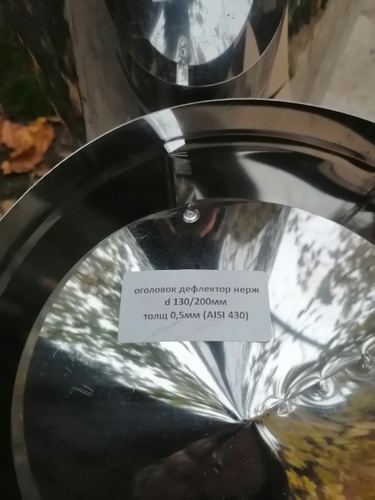 оголовок дефлектор нерж
d 130/200мм
толщ 0,5мм (AISI 430)